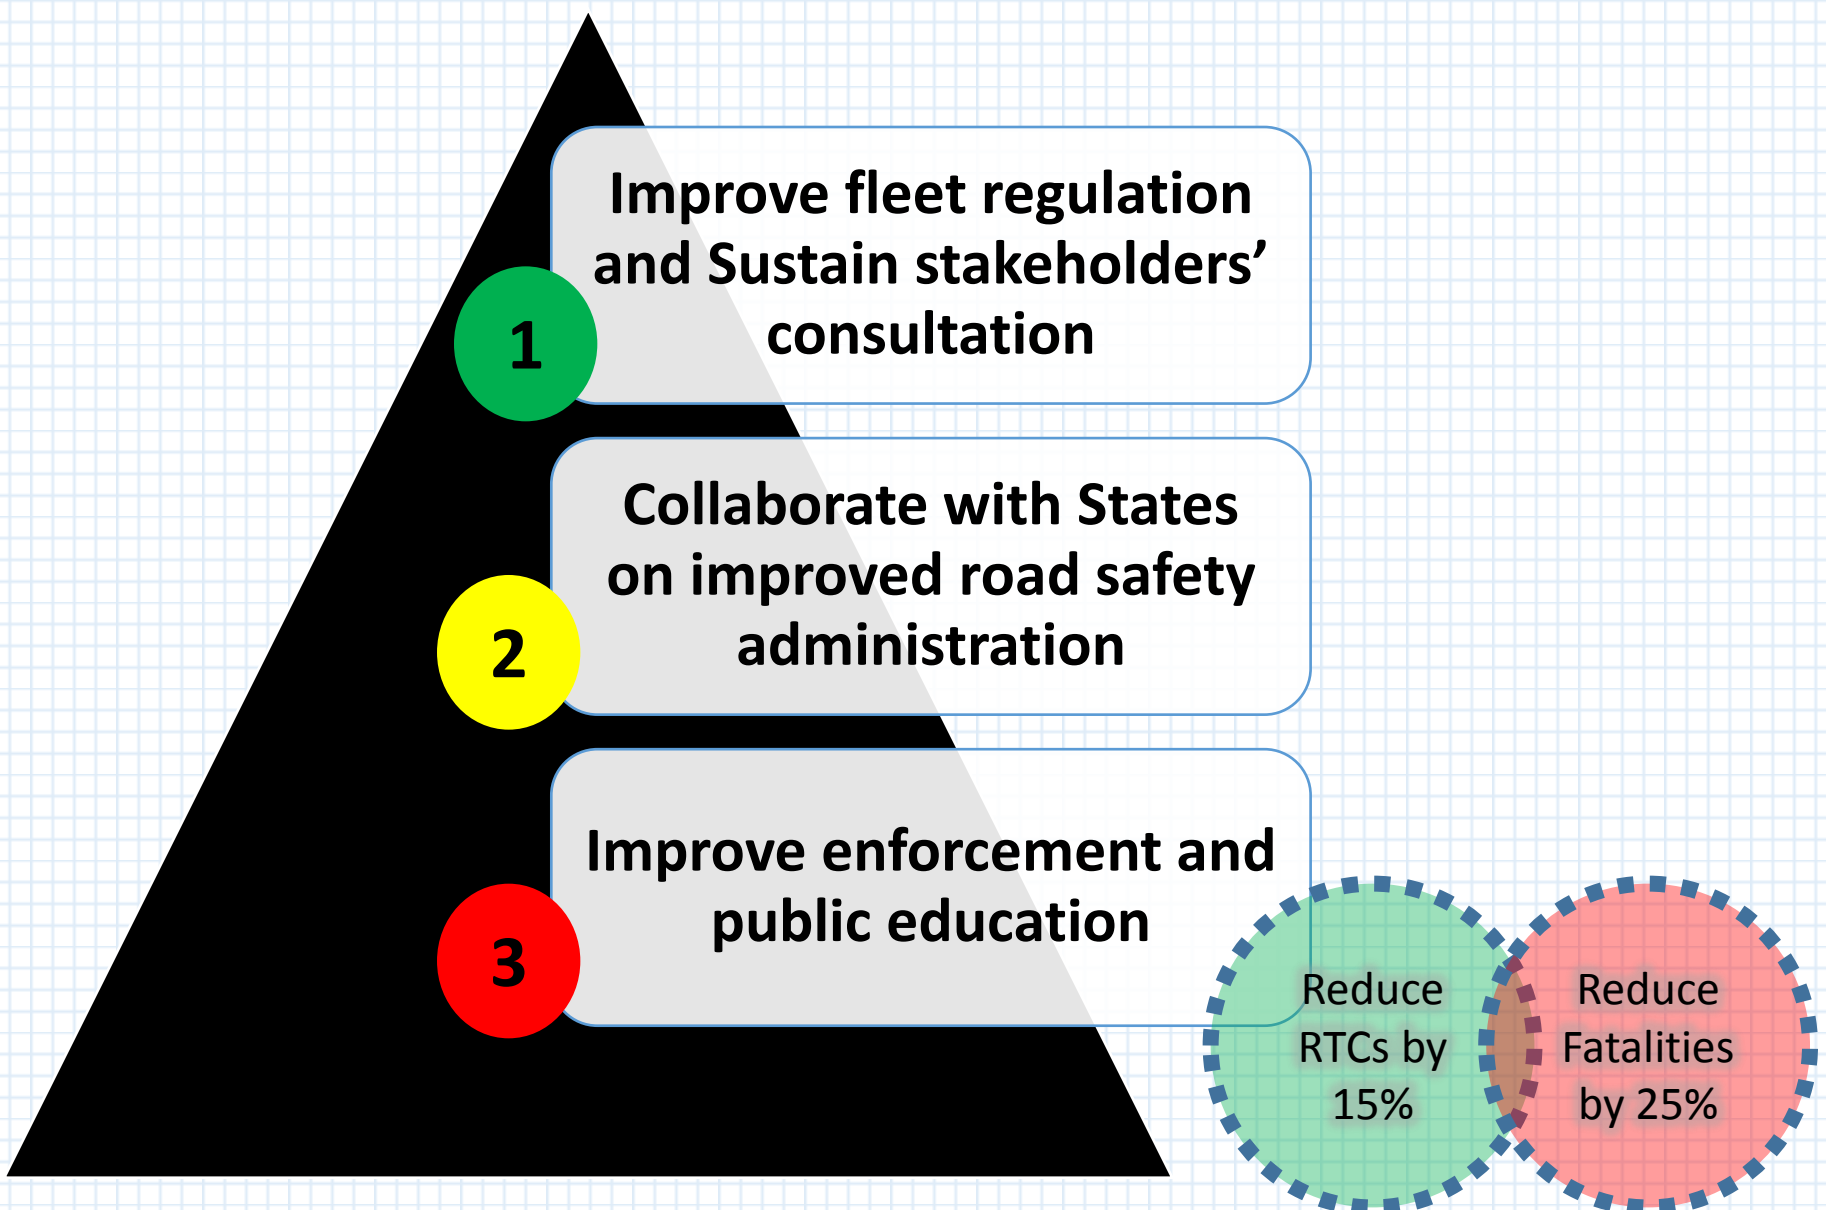 1
Improve fleet regulation
and Sustain stakeholders’
consultation
2
Collaborate with States
on improved road safety
administration
3
Improve enforcement and
public education
Reduce
RTCs by
15%
Reduce
Fatalities
by 25%